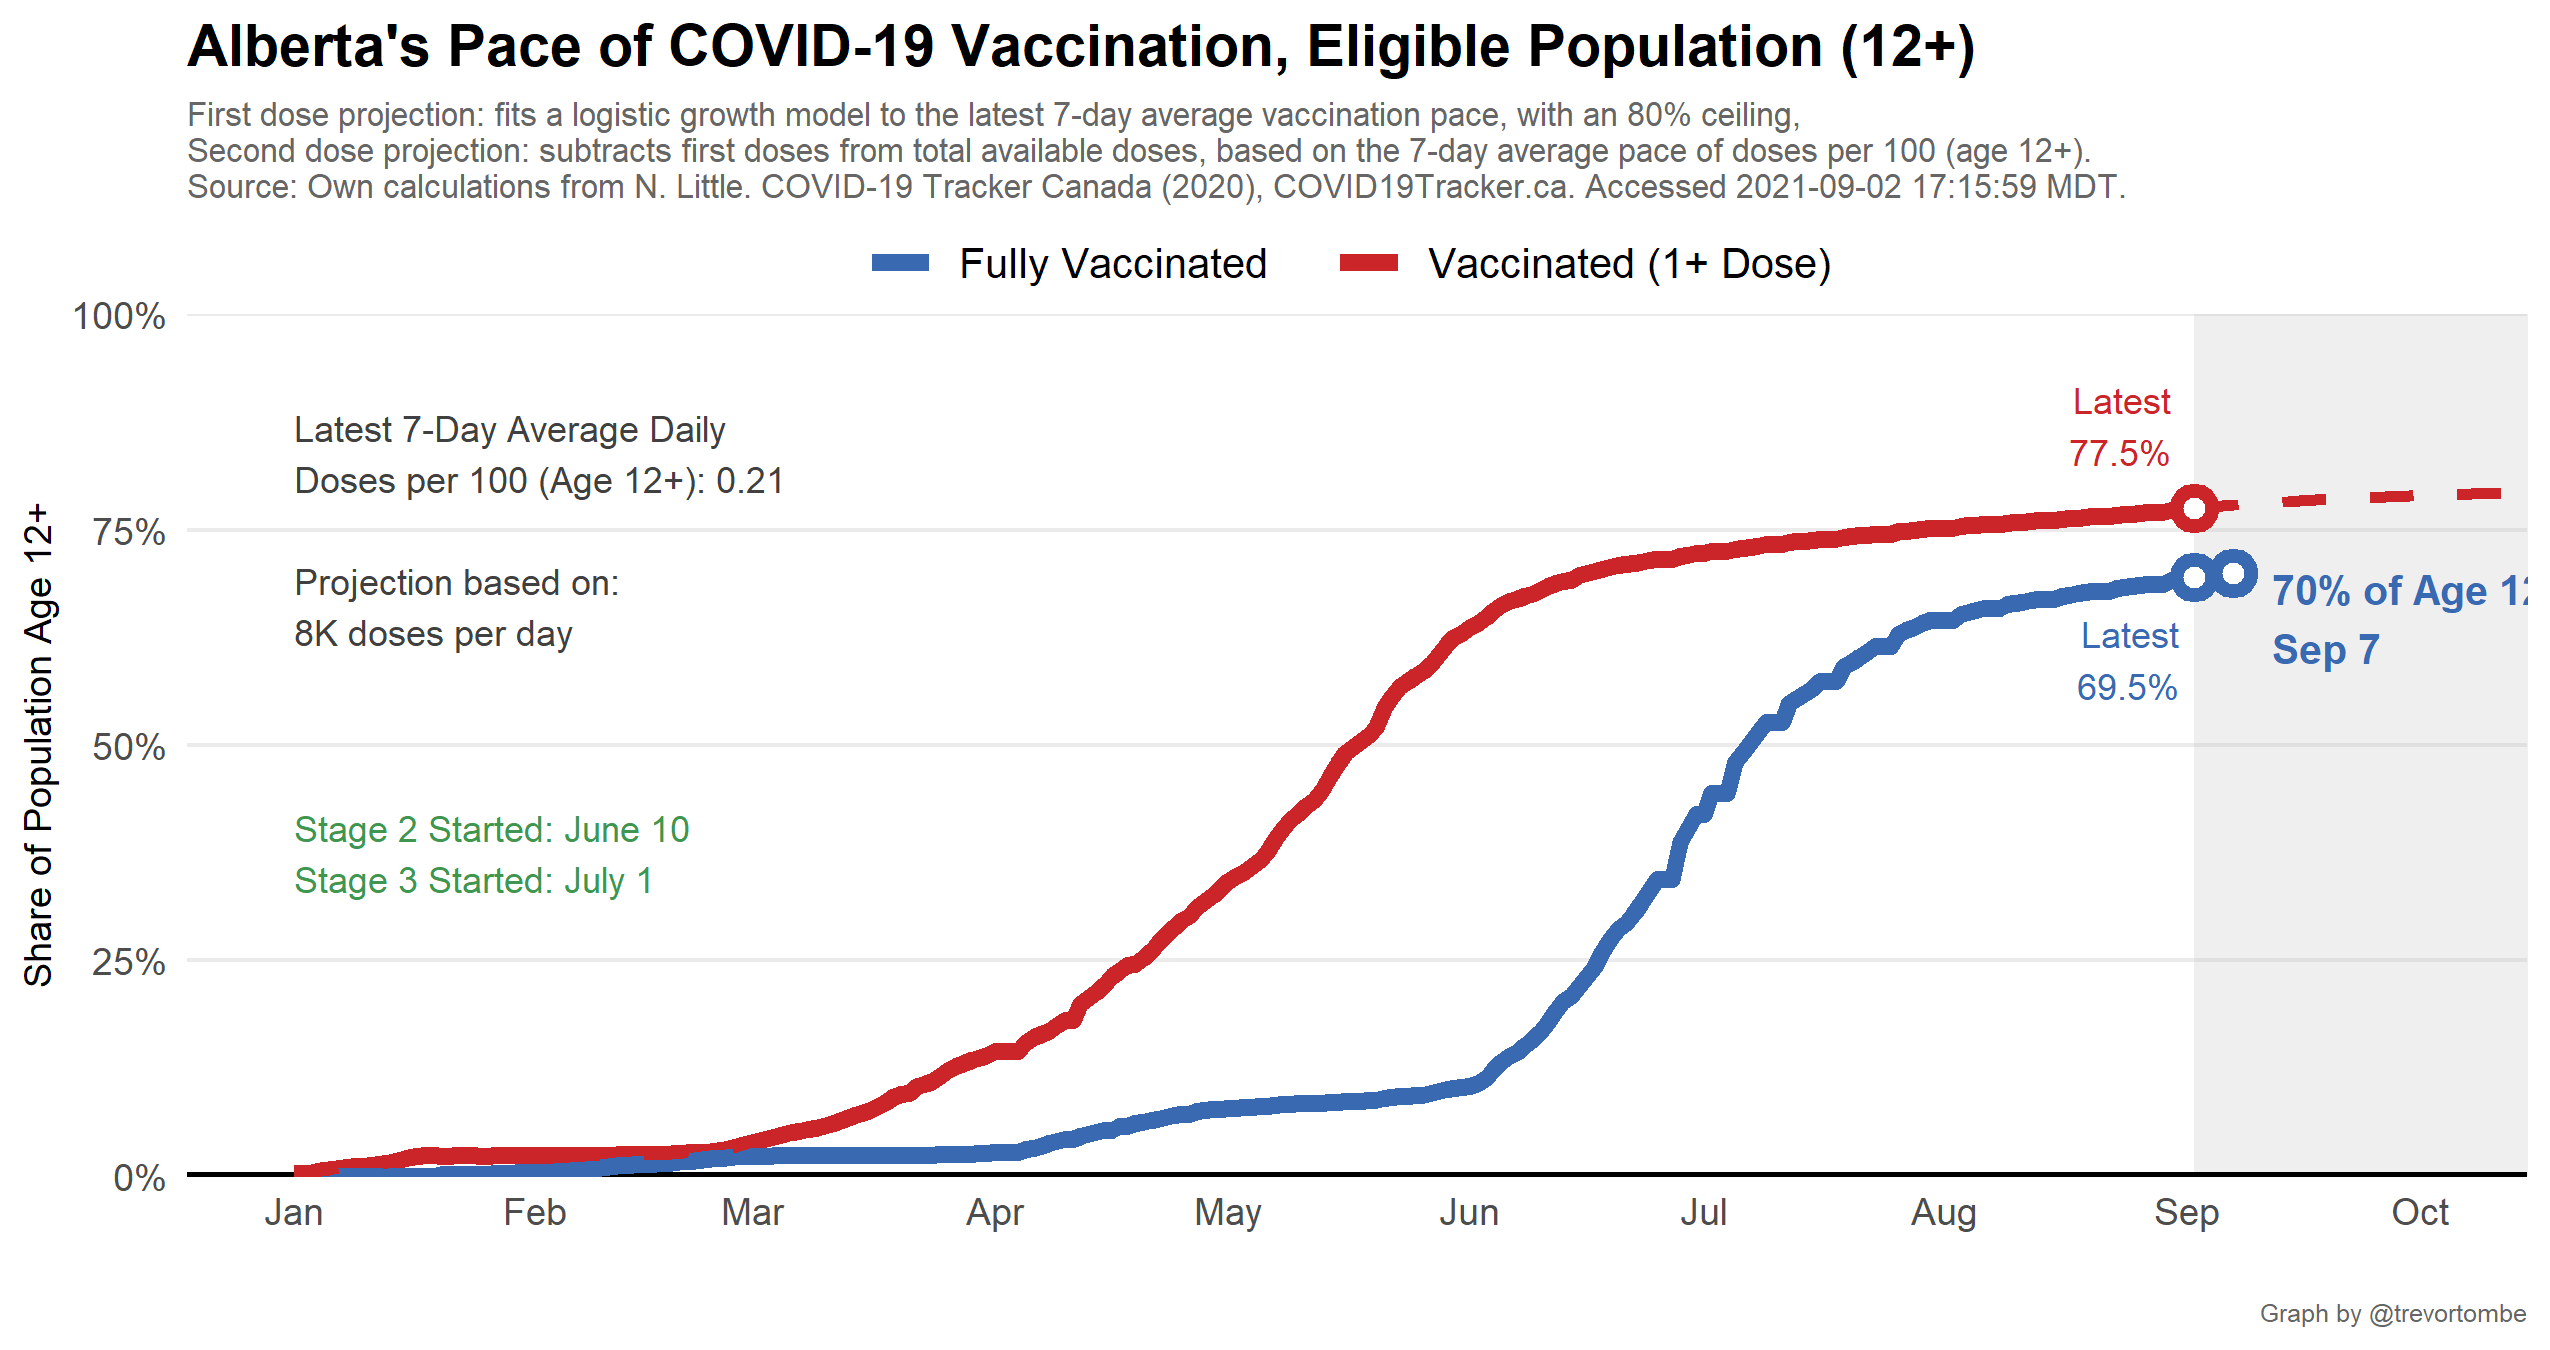 Alberta's Pace of COVID-19 Vaccination, Eligible Population (12+)
First dose projection: fits a logistic growth model to the latest 7-day average vaccination pace, with an 80% ceiling,
Second dose projection: subtracts first doses from total available doses, based on the 7-day average pace of doses per 100 (age 12+).
Source: Own calculations from N. Little. COVID-19 Tracker Canada (2020), COVID19Tracker.ca. Accessed 2021-09-02 17:15:59 MDT.
Fully Vaccinated
Vaccinated (1+ Dose)
Share of Population Age 12+
100%
75%
50%
25%
0%
Latest 7-Day Average Daily
Doses per 100 (Age 12+): 0.21
Projection based on:
8K doses per day
Stage 2 Started: June 10
Stage 3 Started: July 1
Latest
77.5%
Latest
69.5%
70% of Age 12
Sep 7
Jan
Feb
Mar
Apr
May
Jun
Jul
Aug
Sep
Oct
Graph by @trevortombe